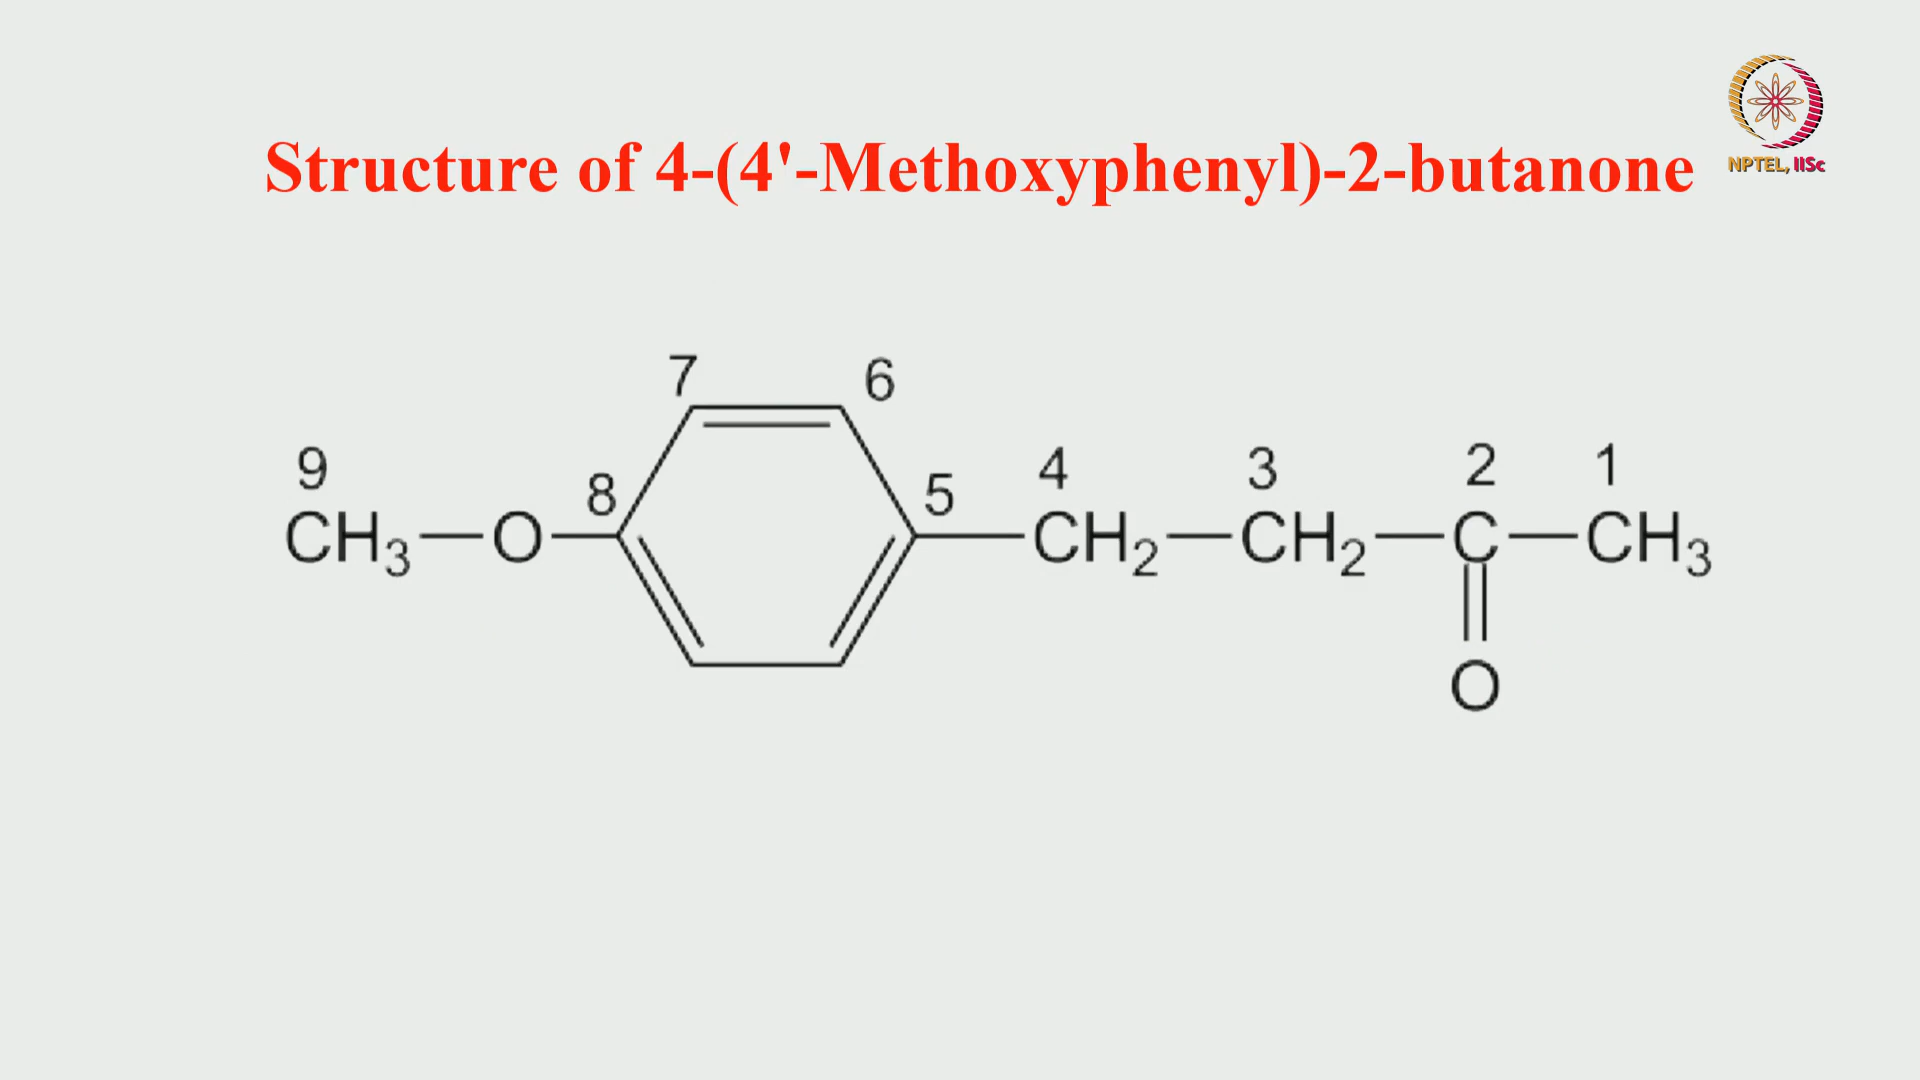 Structure of 4-(4'-Methoxyphenyl)-2-butanone
NPTEL, IISc
7 6
9 8 5 4 3 2 1
CH3—O CH2—CH2—C—CH3
O